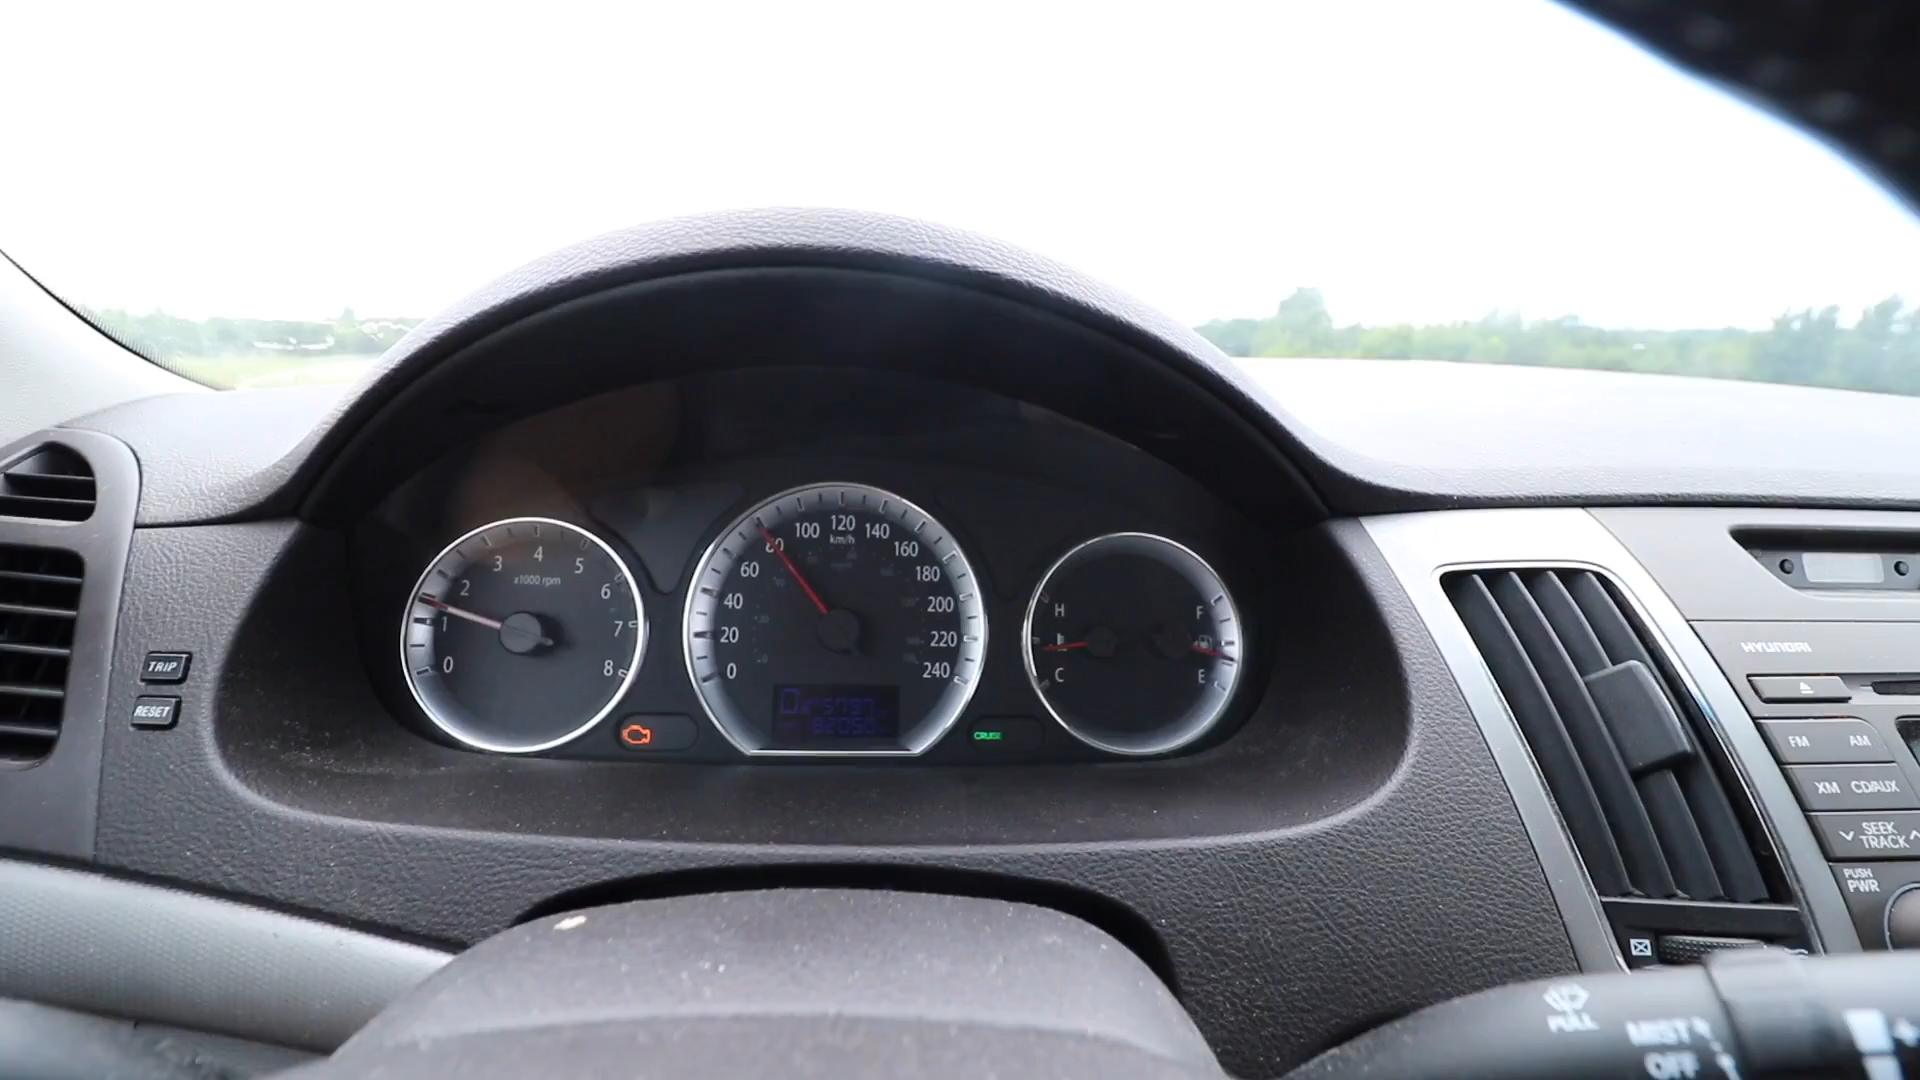 0 1 2 3 4 5 6 7 8
x1000 rpm
0 20 40 60 80 100 120 140 160 180 200 220 240
km/h
CRUISE
H
C
F
E
TRIP
RESET
HYUNDAI
FM AM
XM CD/AUX
SEEK
TRACK
PUSH
PWR
PULL
MIST
OFF